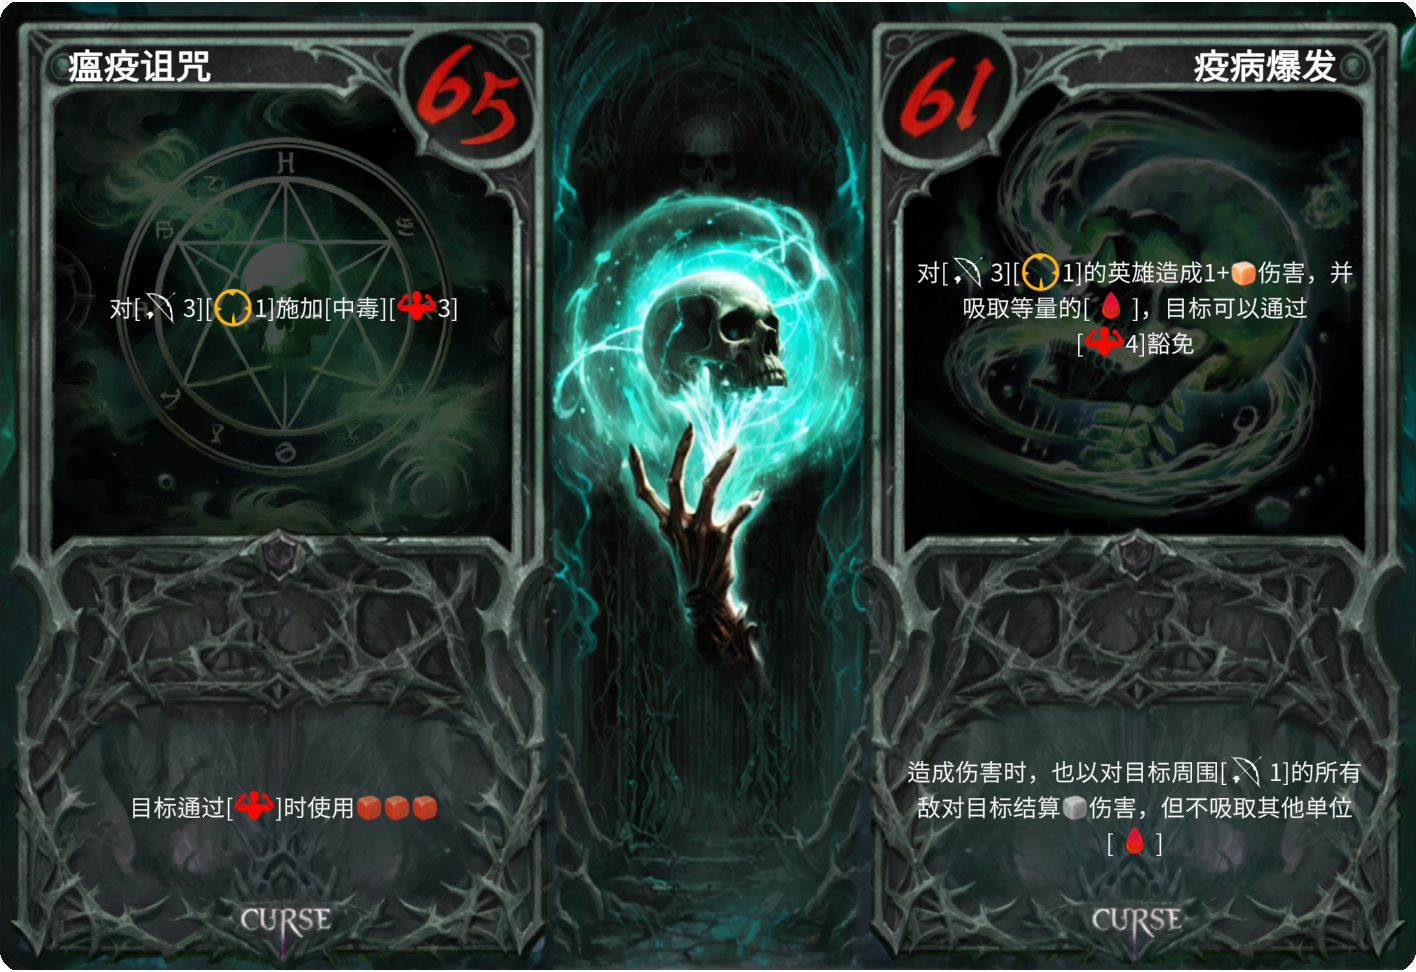 瘟疫诅咒
65
对[3][1]施加[中毒][3]
目标通过[]时使用
CURSE
61
疫病爆发
对[3][1]的英雄造成1+伤害，并
吸取等量的[]，目标可以通过
[4]豁免
造成伤害时，也以对目标周围[1]的所有
敌对目标结算伤害，但不吸取其他单位
[]
CURSE